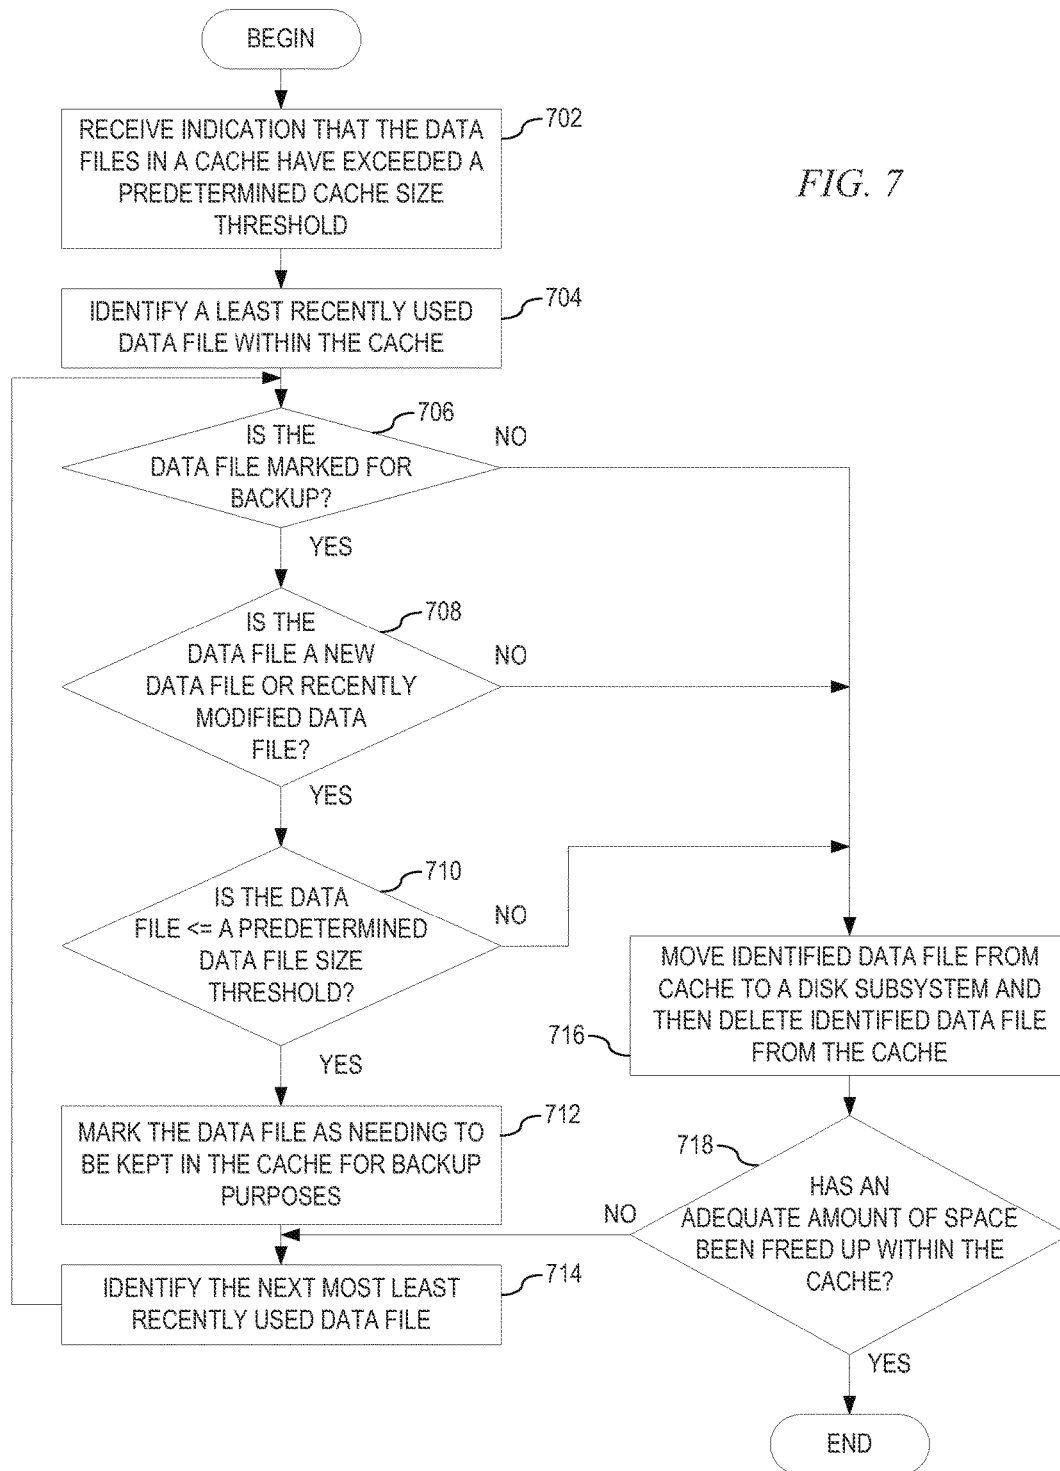 BEGIN
RECEIVE INDICATION THAT THE DATA
FILES IN A CACHE HAVE EXCEEDED A
PREDETERMINED CACHE SIZE
THRESHOLD
702
FIG. 7
IDENTIFY A LEAST RECENTLY USED
DATA FILE WITHIN THE CACHE
704
IS THE
DATA FILE MARKED FOR
BACKUP?
706
NO
YES
IS THE
DATA FILE A NEW
DATA FILE OR RECENTLY
MODIFIED DATA
FILE?
708
NO
YES
IS THE DATA
FILE <= A PREDETERMINED
DATA FILE SIZE
THRESHOLD?
710
NO
YES
MOVE IDENTIFIED DATA FILE FROM
CACHE TO A DISK SUBSYSTEM AND
THEN DELETE IDENTIFIED DATA FILE
FROM THE CACHE
716
MARK THE DATA FILE AS NEEDING TO
BE KEPT IN THE CACHE FOR BACKUP
PURPOSES
712
718
HAS AN
ADEQUATE AMOUNT OF SPACE
BEEN FREED UP WITHIN THE
CACHE?
NO
YES
IDENTIFY THE NEXT MOST LEAST
RECENTLY USED DATA FILE
714
END